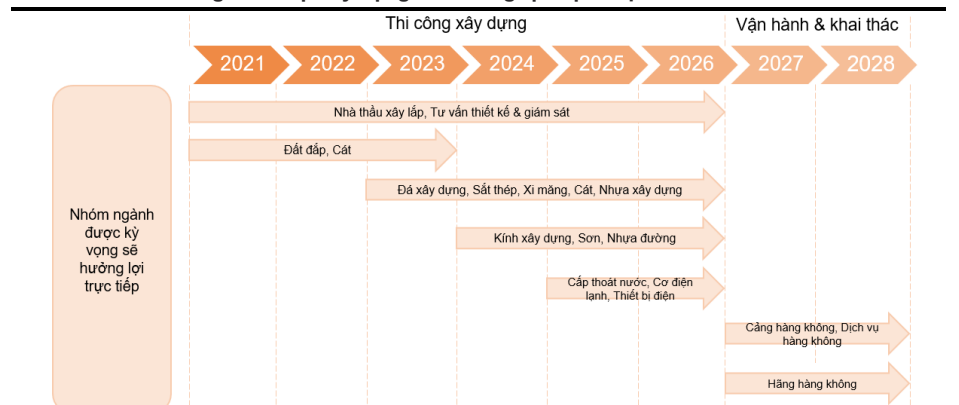 Thi công xây dựng
Vận hành & khai thác
2021
2022
2023
2024
2025
2026
2027
2028
Nhà thầu xây lắp, Tư vấn thiết kế & giám sát
Đất đắp, Cát
Đá xây dựng, Sắt thép, Xi măng, Cát, Nhựa xây dựng
Nhóm ngành
được kỳ
vọng sẽ
hưởng lợi
trực tiếp
Kính xây dựng, Sơn, Nhựa đường
Cấp thoát nước, Cơ điện
lạnh, Thiết bị điện
Cảng hàng không, Dịch vụ
hàng không
Hãng hàng không